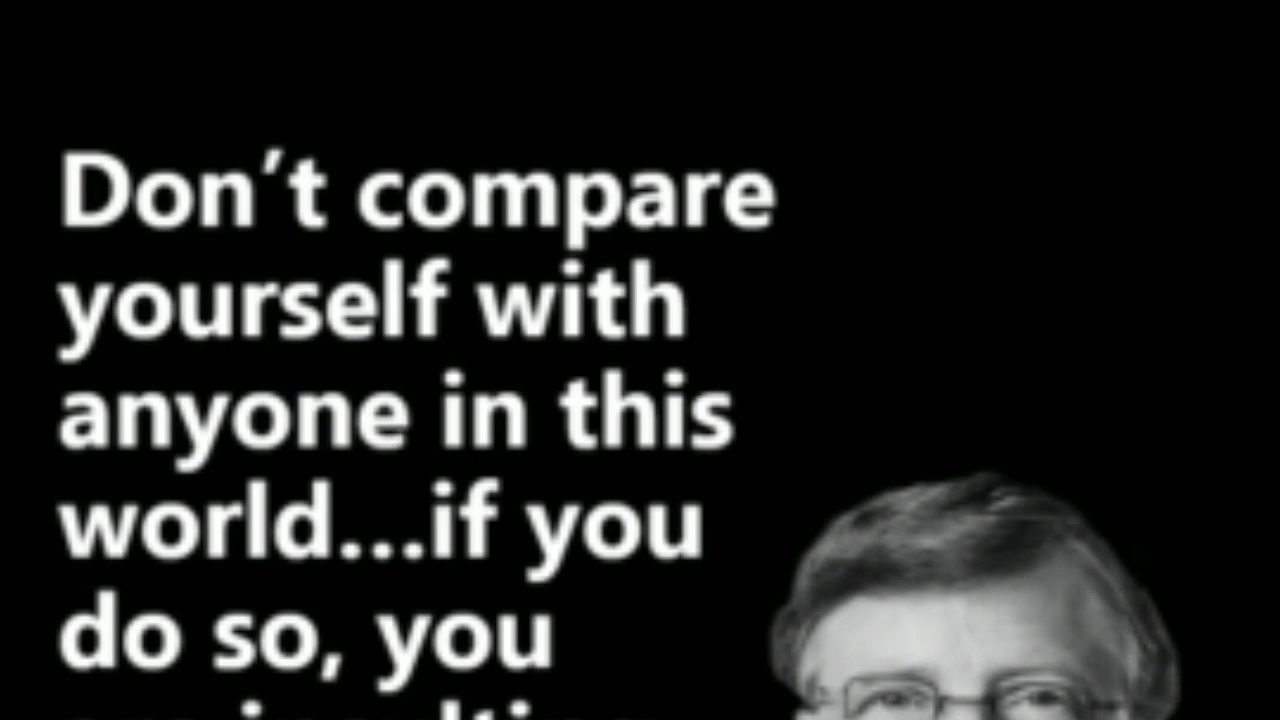 Don’t compare
yourself with
anyone in this
world...if you
do so, you